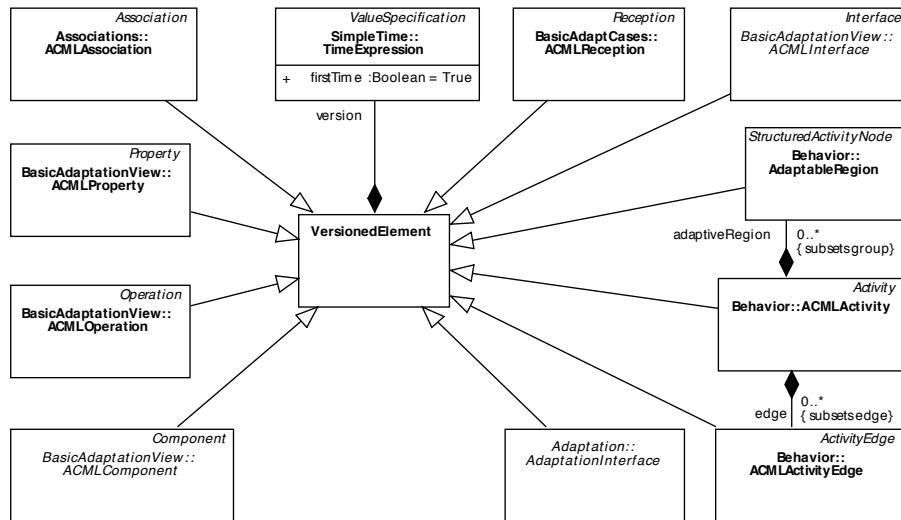 Association
Associations::
ACMLAssociation
ValueSpecification
SimpleTime::
TimeExpression
+ firstTime :Boolean = True
Reception
BasicAdaptCases::
ACMLReception
Interface
BasicAdaptationView::
ACMLInterface
version
Property
BasicAdaptationView::
ACMLProperty
StructuredActivityNode
Behavior::
AdaptableRegion
VersionedElement
adaptiveRegion 0..*
{subsetsgroup}
Operation
BasicAdaptationView::
ACMLOperation
Activity
Behavior::ACMLActivity
edge 0..*
{subsetsedge}
Component
BasicAdaptationView::
ACMLComponent
Adaptation::
AdaptationInterface
ActivityEdge
Behavior::
ACMLActivityEdge